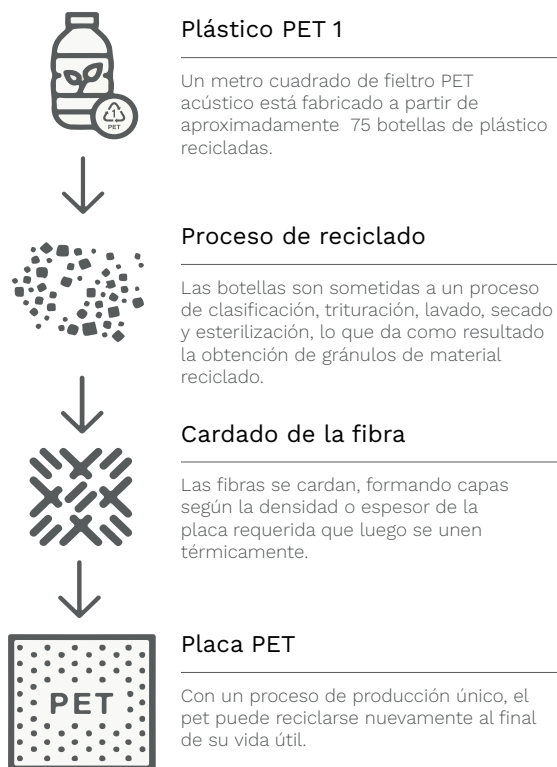 Plástico PET 1
Un metro cuadrado de fieltro PET
acústico está fabricado a partir de
aproximadamente 75 botellas de plástico
recicladas.
1
PET
Proceso de reciclado
Las botellas son sometidas a un proceso
de clasificación, trituración, lavado, secado
y esterilización, lo que da como resultado
la obtención de gránulos de material
reciclado.
Cardado de la fibra
Las fibras se cardan, formando capas
según la densidad o espesor de la
placa requerida que luego se unen
térmicamente.
Placa PET
PET
Con un proceso de producción único, el
pet puede reciclarse nuevamente al final
de su vida útil.